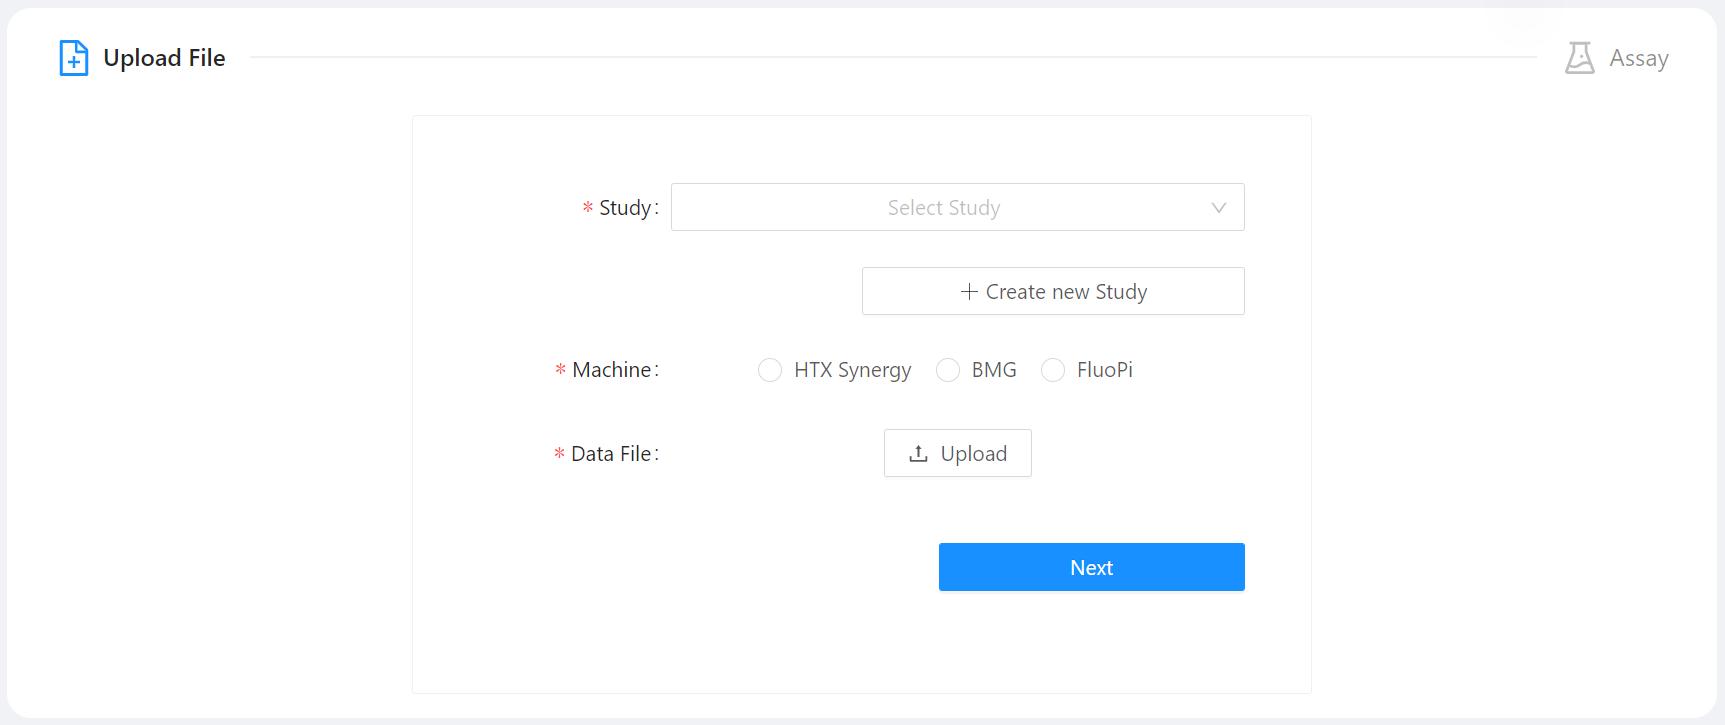 Upload File
Assay
* Study: Select Study
+ Create new Study
* Machine: HTX Synergy BMG FluoPi
* Data File: Upload
Next